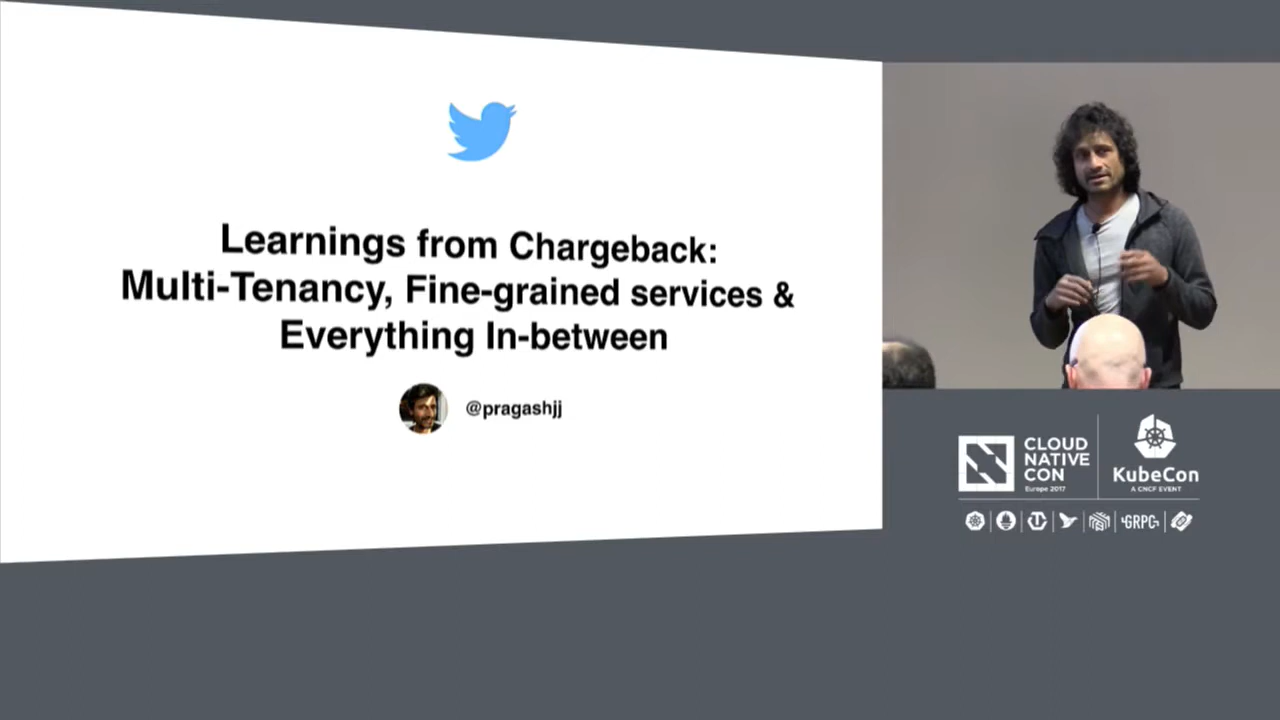 Learnings from Chargeback:
Multi-Tenancy, Fine-grained services &
Everything In-between
@pragashjj
CLOUD
NATIVE
CON
Europe 2017
KubeCon
A CNCF EVENT
GRPC